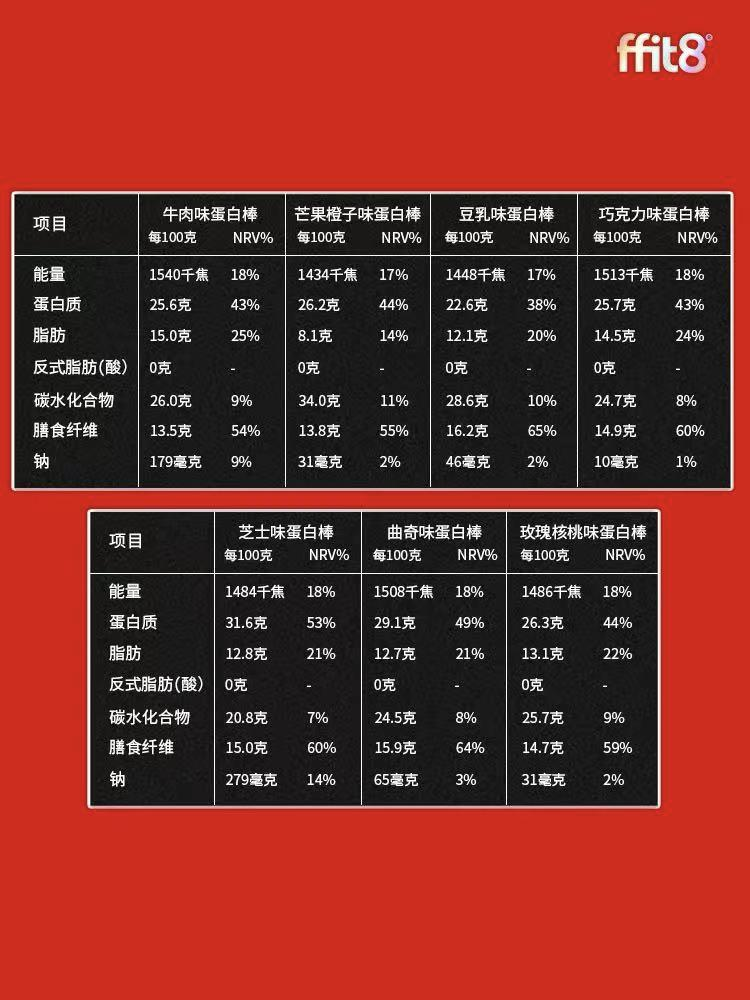 ffit8
项目 牛肉味蛋白棒 芒果橙子味蛋白棒 豆乳味蛋白棒 巧克力味蛋白棒
每100克 NRV% 每100克 NRV% 每100克 NRV% 每100克 NRV%
能量 1540千焦 18% 1434千焦 17% 1448千焦 17% 1513千焦 18%
蛋白质 25.6克 43% 26.2克 44% 22.6克 38% 25.7克 43%
脂肪 15.0克 25% 8.1克 14% 12.1克 20% 14.5克 24%
反式脂肪(酸) 0克 - 0克 - 0克 - 0克 -
碳水化合物 26.0克 9% 34.0克 11% 28.6克 10% 24.7克 8%
膳食纤维 13.5克 54% 13.8克 55% 16.2克 65% 14.9克 60%
钠 179毫克 9% 31毫克 2% 46毫克 2% 10毫克 1%
项目 芝士味蛋白棒 曲奇味蛋白棒 玫瑰核桃味蛋白棒
每100克 NRV% 每100克 NRV% 每100克 NRV%
能量 1484千焦 18% 1508千焦 18% 1486千焦 18%
蛋白质 31.6克 53% 29.1克 49% 26.3克 44%
脂肪 12.8克 21% 12.7克 21% 13.1克 22%
反式脂肪(酸) 0克 - 0克 - 0克 -
碳水化合物 20.8克 7% 24.5克 8% 25.7克 9%
膳食纤维 15.0克 60% 15.9克 64% 14.7克 59%
钠 279毫克 14% 65毫克 3% 31毫克 2%